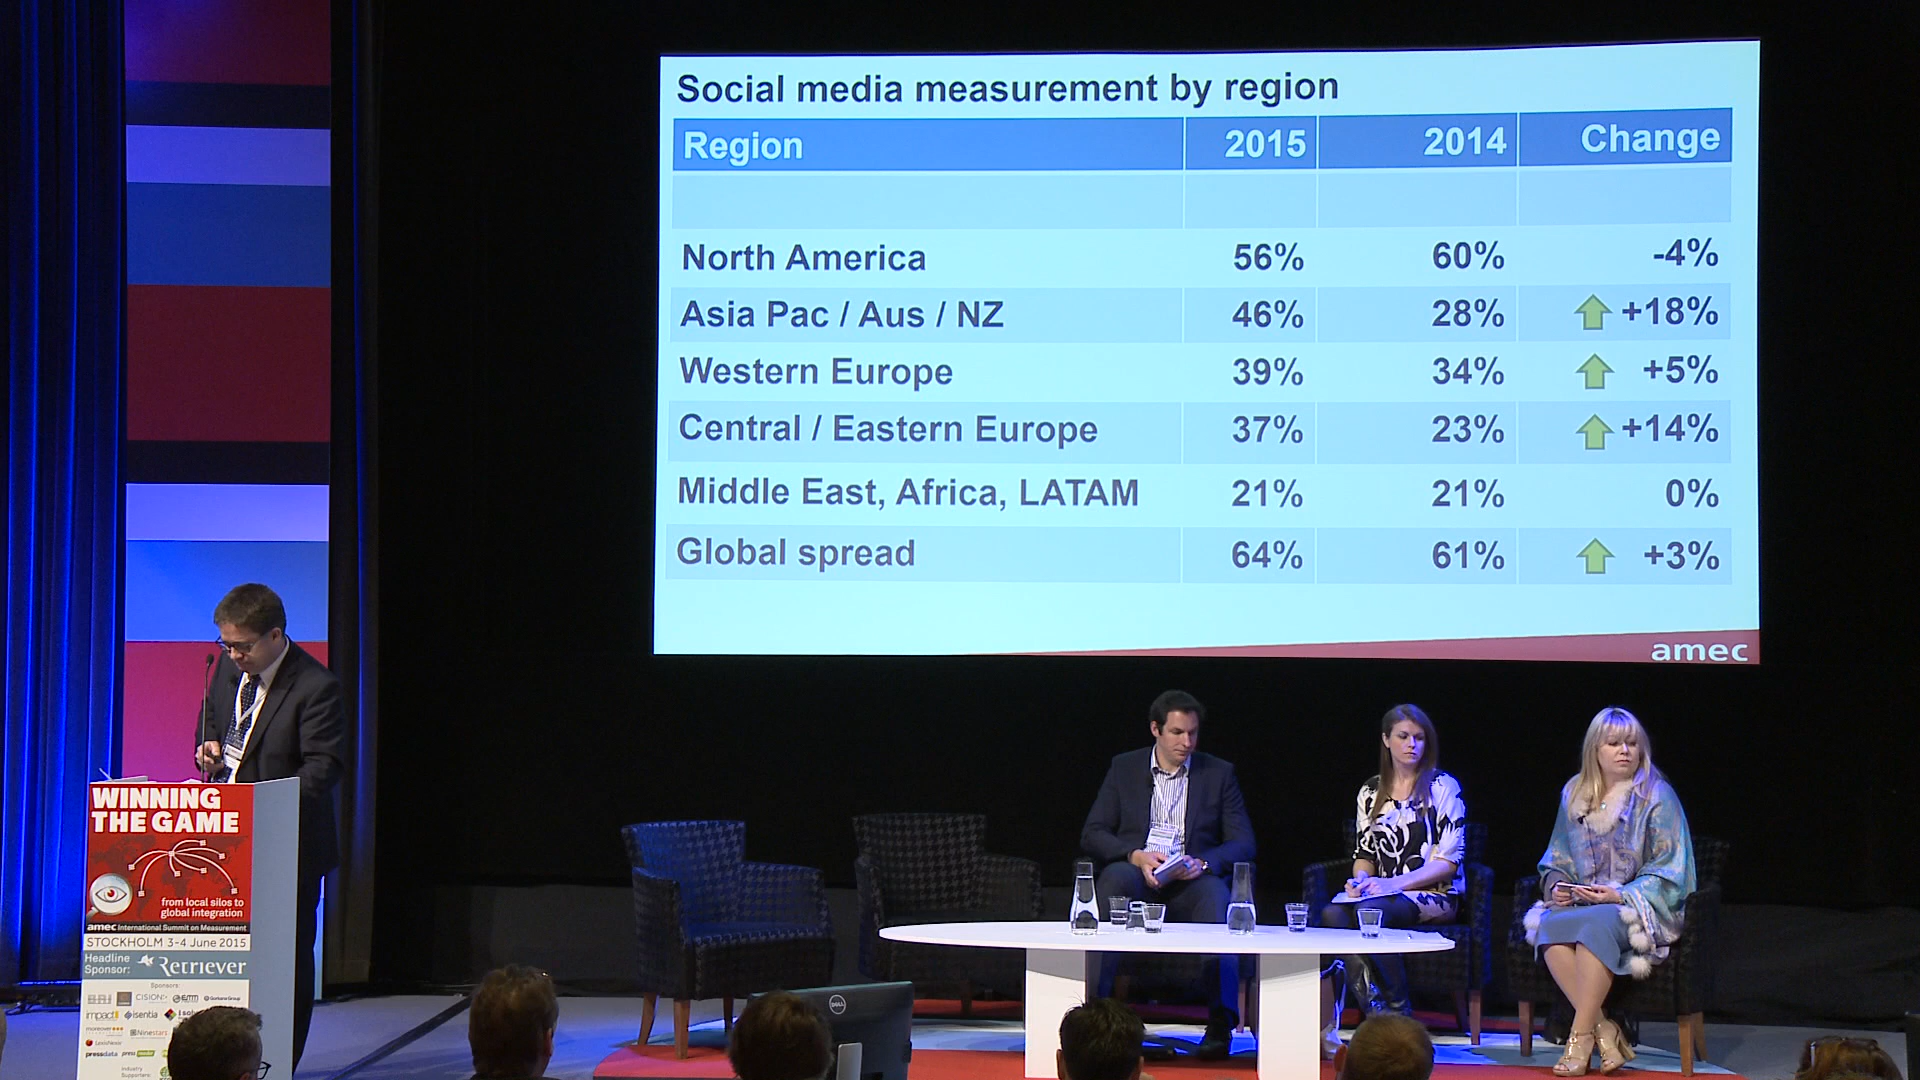 Social media measurement by region
Region 2015 2014 Change
North America 56% 60% -4%
Asia Pac / Aus / NZ 46% 28% +18%
Western Europe 39% 34% +5%
Central / Eastern Europe 37% 23% +14%
Middle East, Africa, LATAM 21% 21% 0%
Global spread 64% 61% +3%
amec
WINNING
THE GAME
from local silos to
global integration
amec International Summit on Measurement
STOCKHOLM 3-4 June 2015
Headline
Sponsor: Retriever
Sponsors:
CISION Gorkana Group
impact isentia
moreover Ninestars
LexisNexis
pressdata
Industry
Supporters:
DELL